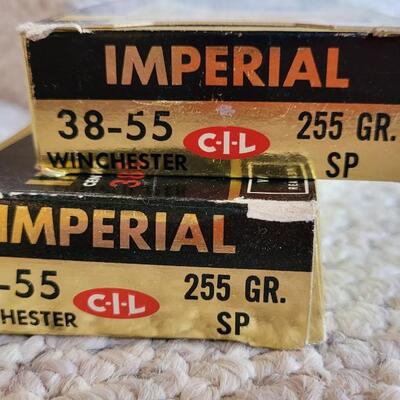 IMPERIAL
38-55 C-I-L 255 GR.
WINCHESTER SP
IMPERIAL
-55 C-I-L 255 GR.
HESTER SP